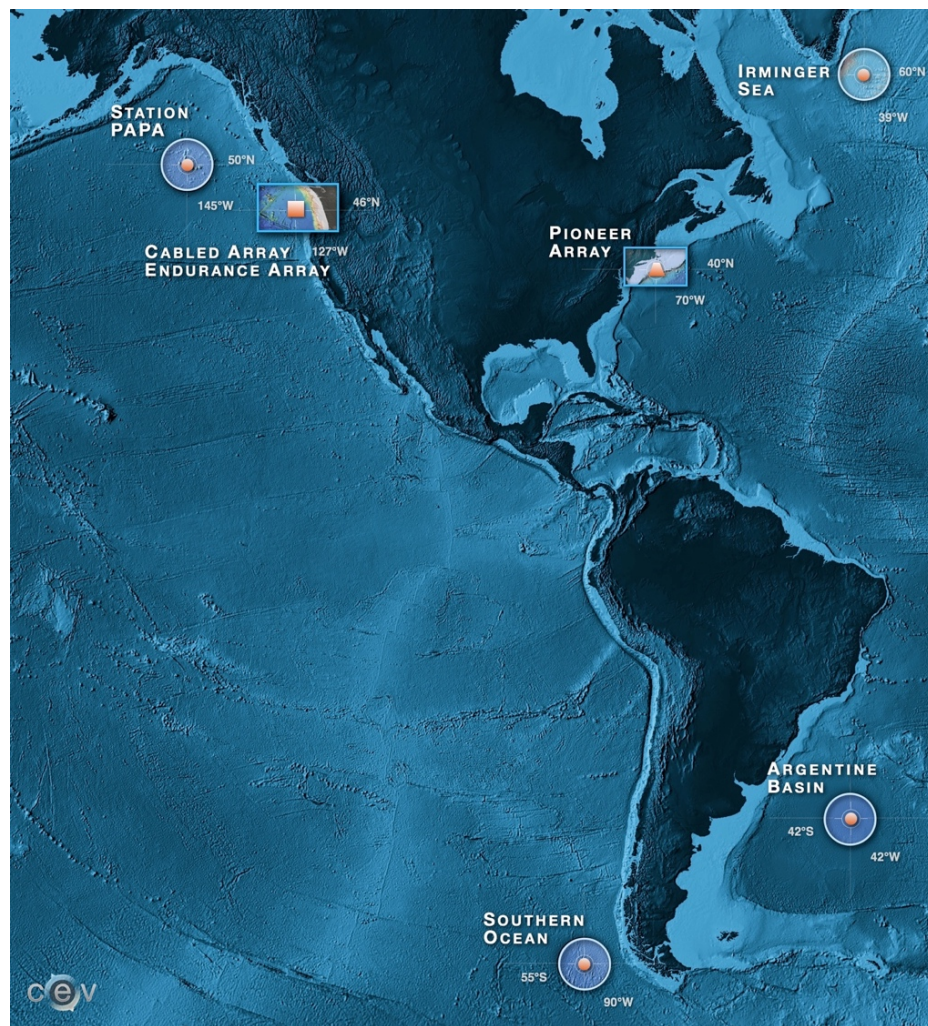 IRMINGER
SEA
60°N
39°W
STATION
PAPA
50°N
145°W
46°N
127°W
CABLED ARRAY
ENDURANCE ARRAY
PIONEER
ARRAY
40°N
70°W
ARGENTINE
BASIN
42°S
42°W
SOUTHERN
OCEAN
55°S
90°W
cev